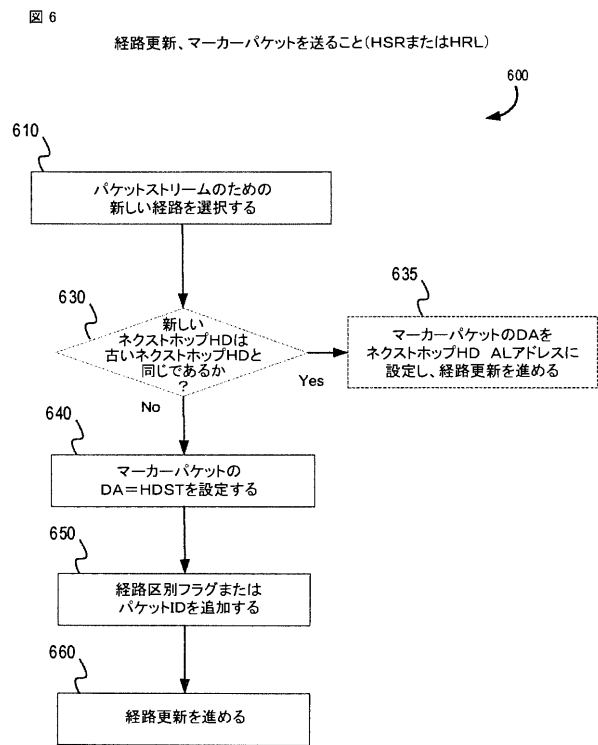 図 6
経路更新、マーカーパケットを送ること(HSRまたはHRL)
600
610
パケットストリームのための
新しい経路を選択する
630
新しい
ネクストホップHDは
古いネクストホップHDと
同じであるか
?
Yes
No
635
マーカーパケットのDAを
ネクストホップHD ALアドレスに
設定し、経路更新を進める
640
マーカーパケットの
DA=HDSTを設定する
650
経路区別フラグまたは
パケットIDを追加する
660
経路更新を進める